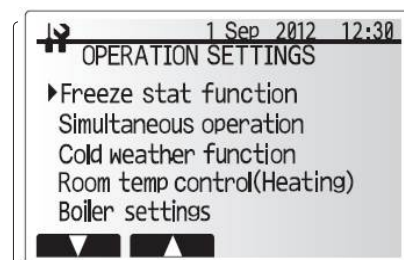 1 Sep 2012 12:30
OPERATION SETTINGS
Freeze stat function
Simultaneous operation
Cold weather function
Room temp control(Heating)
Boiler settings